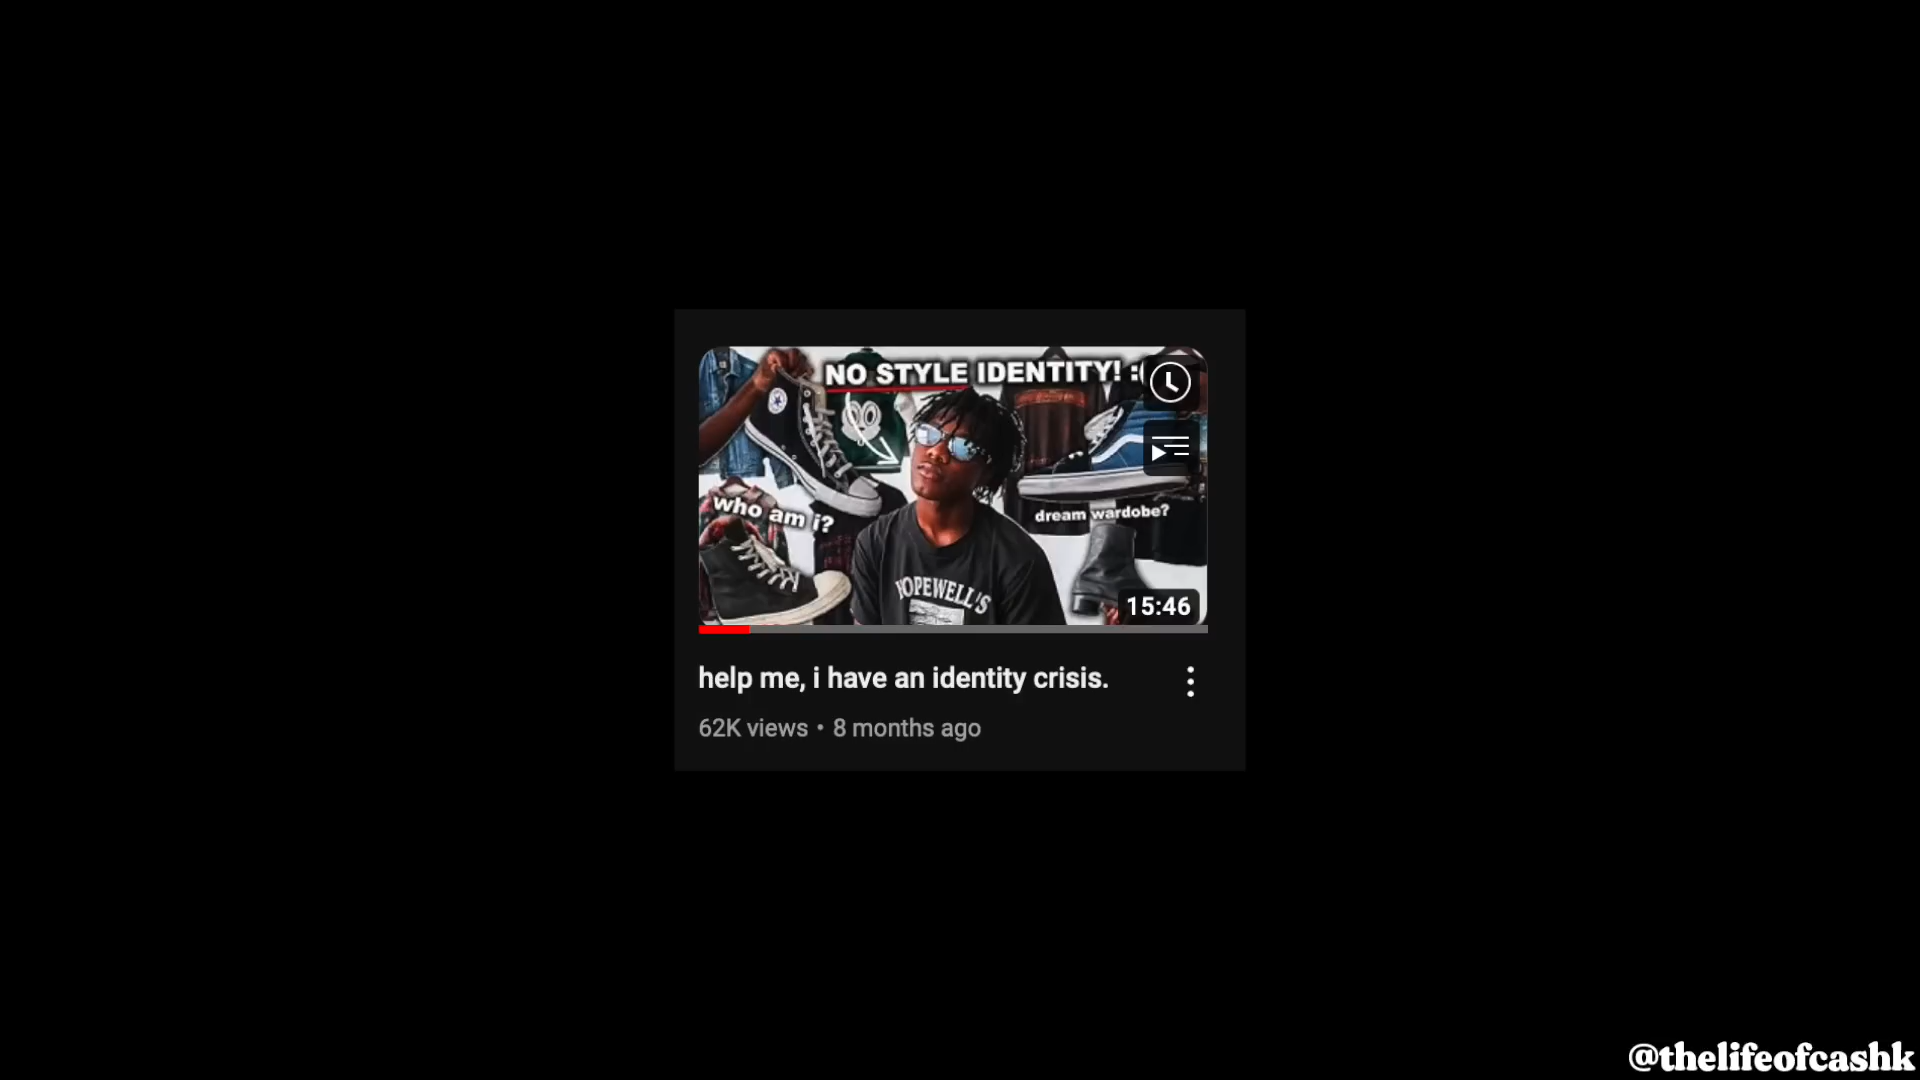 NO STYLE IDENTITY! :(
who am i?
dream wardobe?
HOPEWELL'S
15:46
help me, i have an identity crisis.
62K views • 8 months ago
@thelifeofcashk